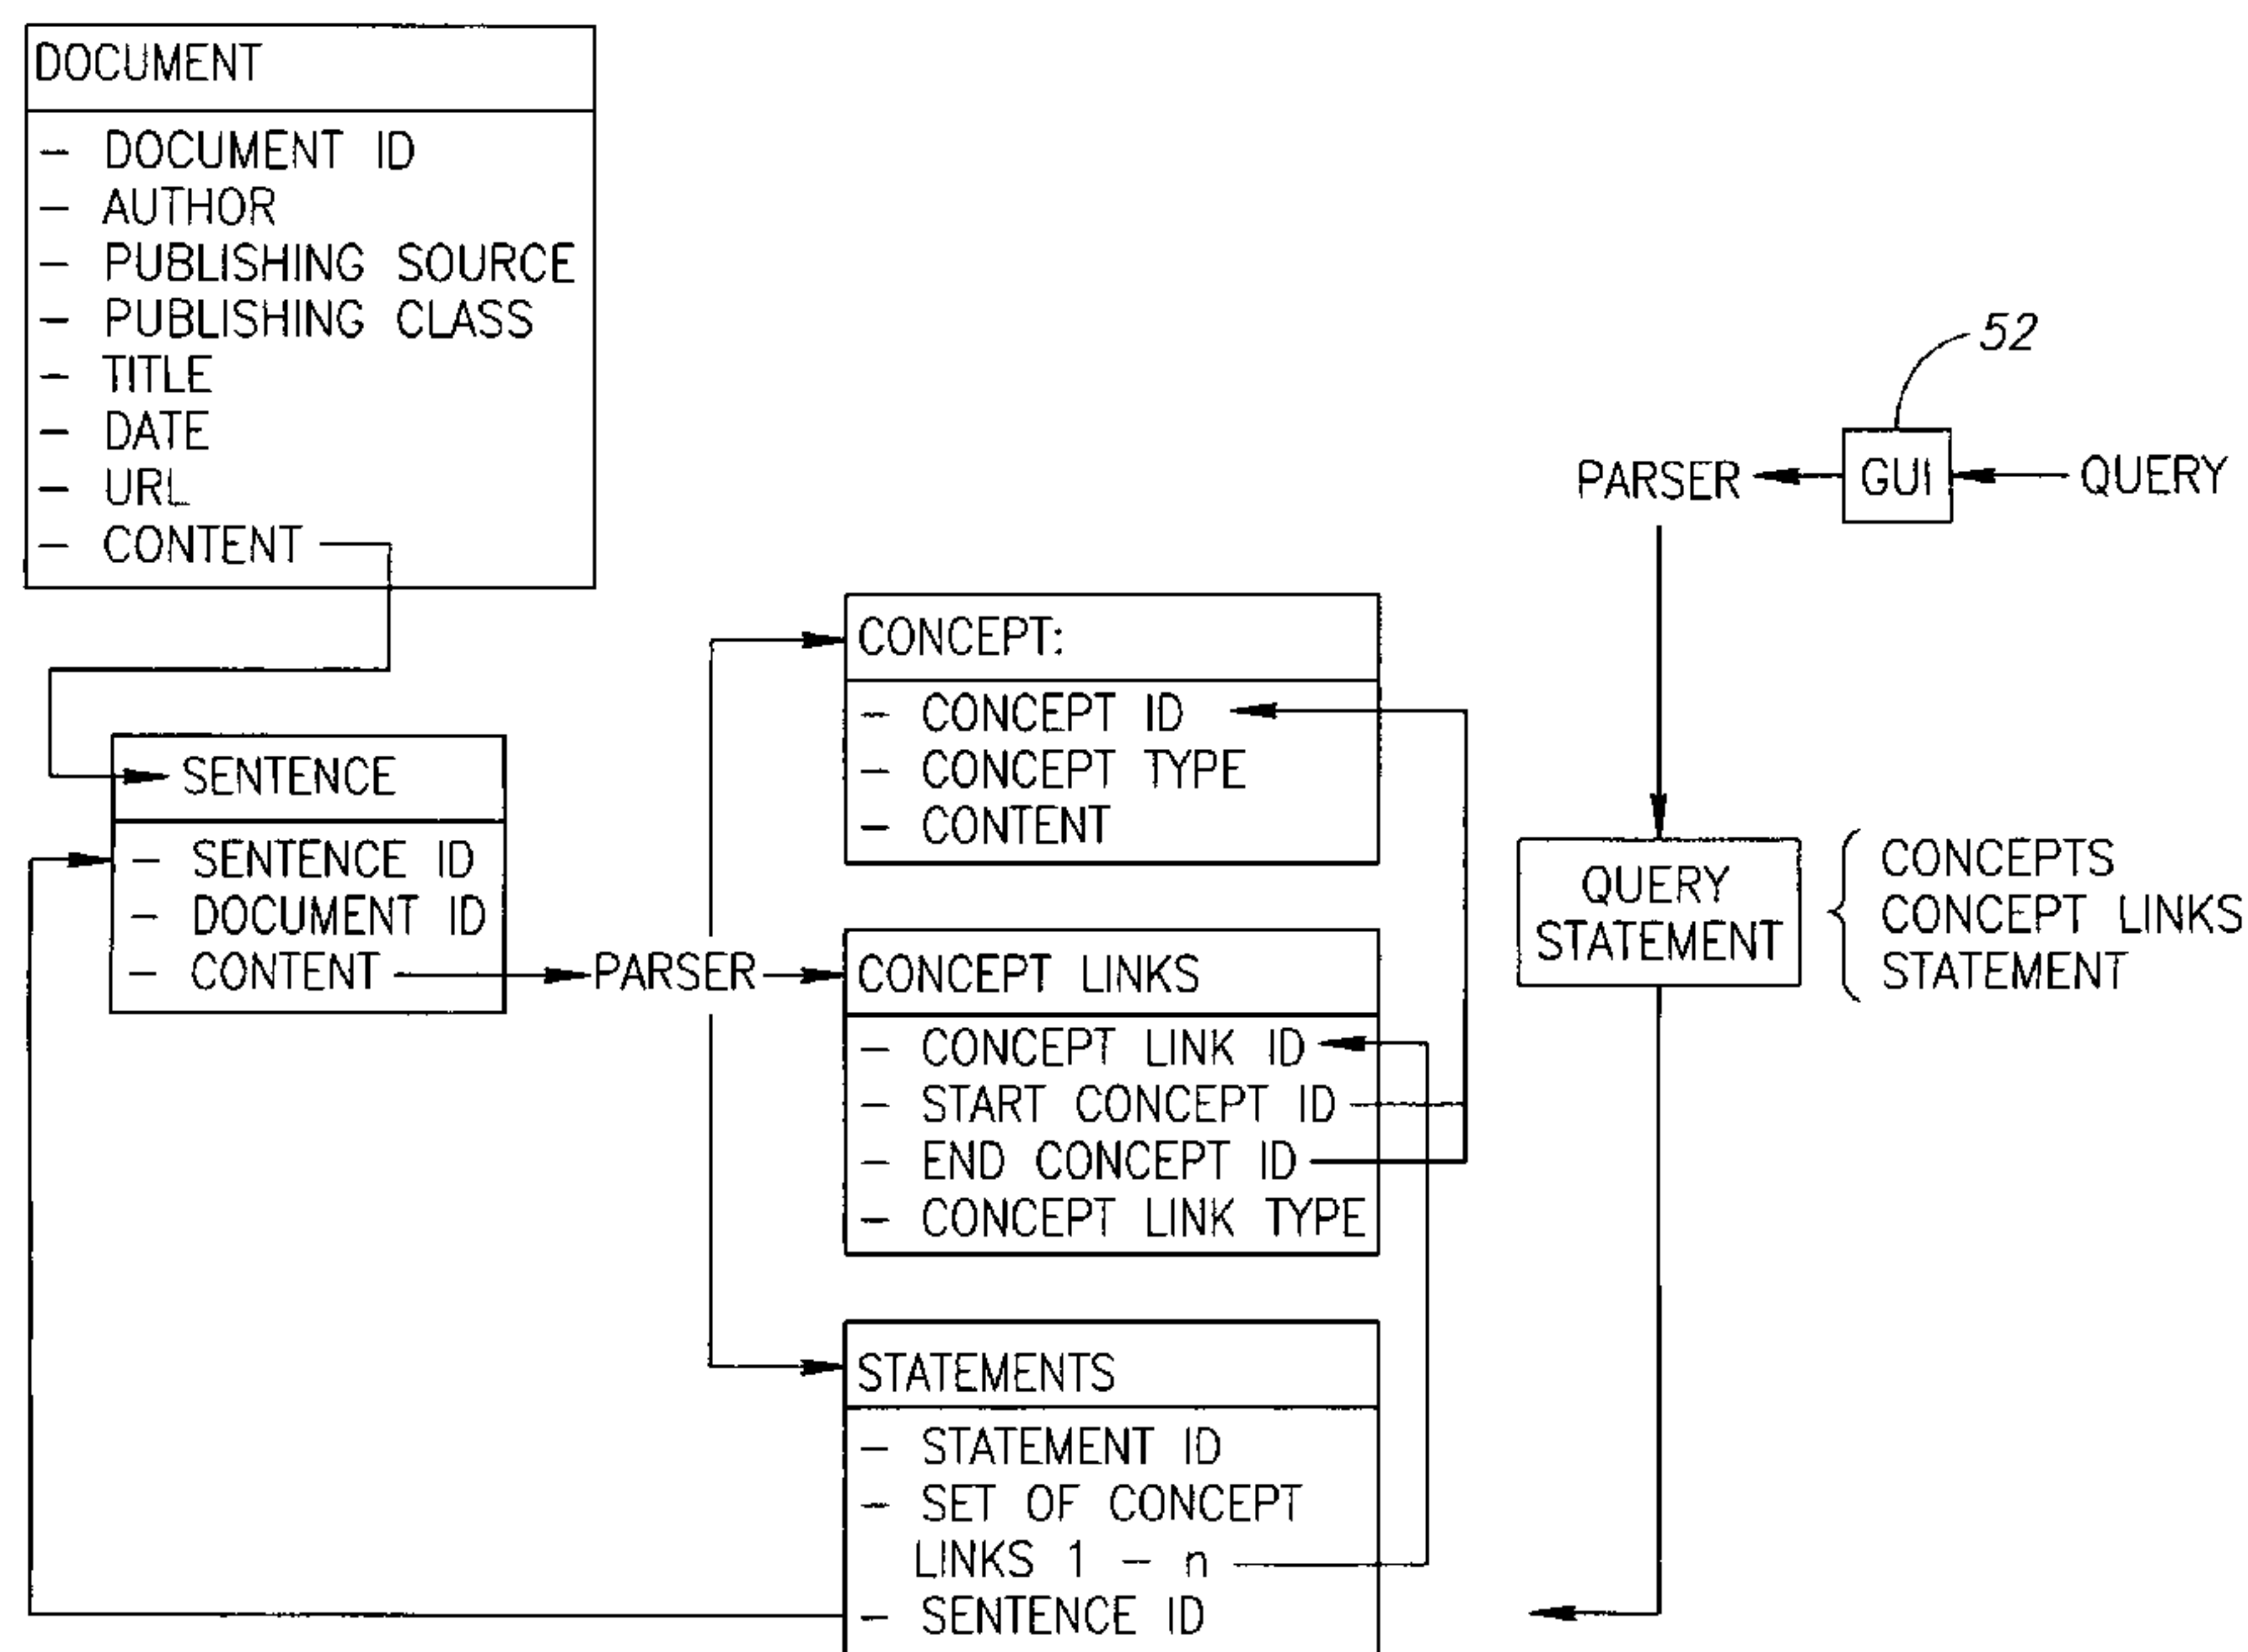 DOCUMENT
- DOCUMENT ID
- AUTHOR
- PUBLISHING SOURCE
- PUBLISHING CLASS
- TITLE
- DATE
- URL
- CONTENT
SENTENCE
- SENTENCE ID
- DOCUMENT ID
- CONTENT
PARSER
CONCEPT:
- CONCEPT ID
- CONCEPT TYPE
- CONTENT
CONCEPT LINKS
- CONCEPT LINK ID
- START CONCEPT ID
- END CONCEPT ID
- CONCEPT LINK TYPE
STATEMENTS
- STATEMENT ID
- SET OF CONCEPT
LINKS 1 - n
- SENTENCE ID
52
PARSER
GUI
QUERY
QUERY
STATEMENT
CONCEPTS
CONCEPT LINKS
STATEMENT